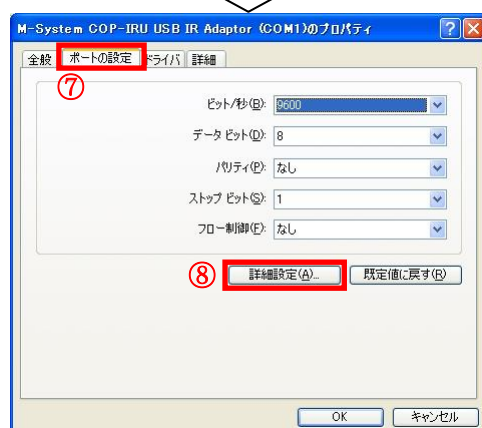 M-System COP-IRU USB IR Adaptor (COM1)のプロパティ
全般 ポートの設定 ドライバ 詳細
⑦
ビット/秒(B): 9600
データ ビット(D): 8
パリティ(P): なし
ストップ ビット(S): 1
フロー制御(F): なし
⑧ 詳細設定(A)... 既定値に戻す(R)
OK キャンセル